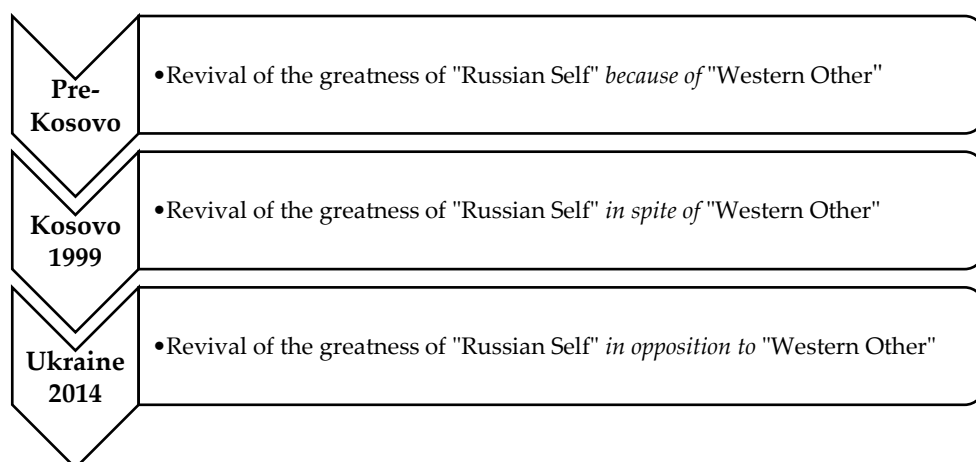 Pre-
Kosovo
•Revival of the greatness of "Russian Self" because of "Western Other"
Kosovo
1999
•Revival of the greatness of "Russian Self" in spite of "Western Other"
Ukraine
2014
•Revival of the greatness of "Russian Self" in opposition to "Western Other"